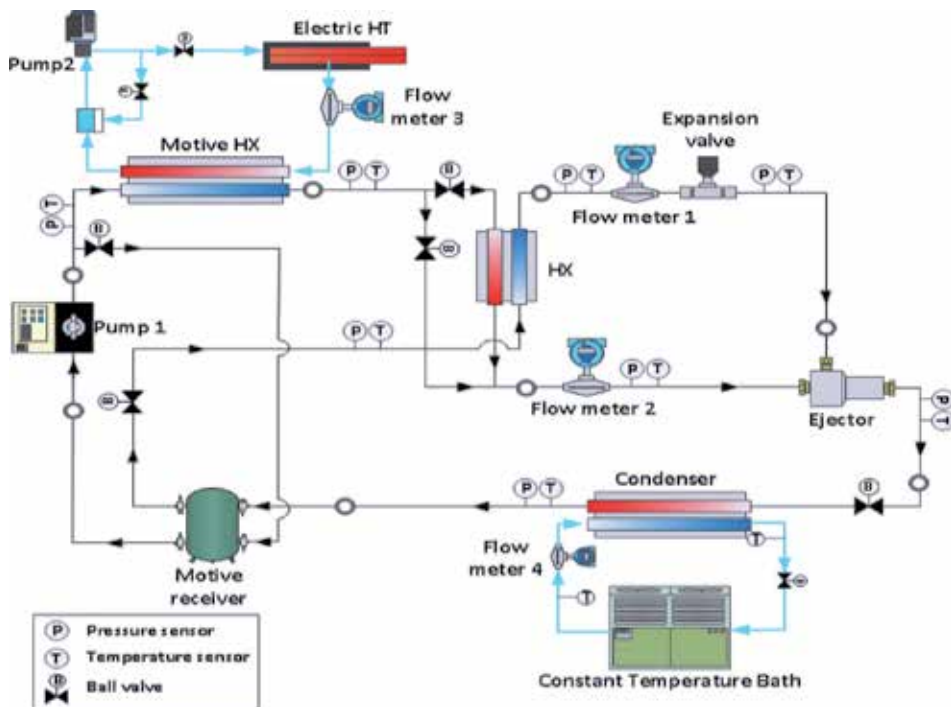 Electric HT
Pump2
Flow
meter 3
Motive HX
Expansion
valve
P T
P T
P T
B
Flow meter 1
P T
B
B
HX
Pump 1
P T
B
P T
Flow meter 2
Ejector
P
T
Condenser
P T
B
Flow
meter 4
T
T
Motive
receiver
P Pressure sensor
T Temperature sensor
B Ball valve
Constant Temperature Bath